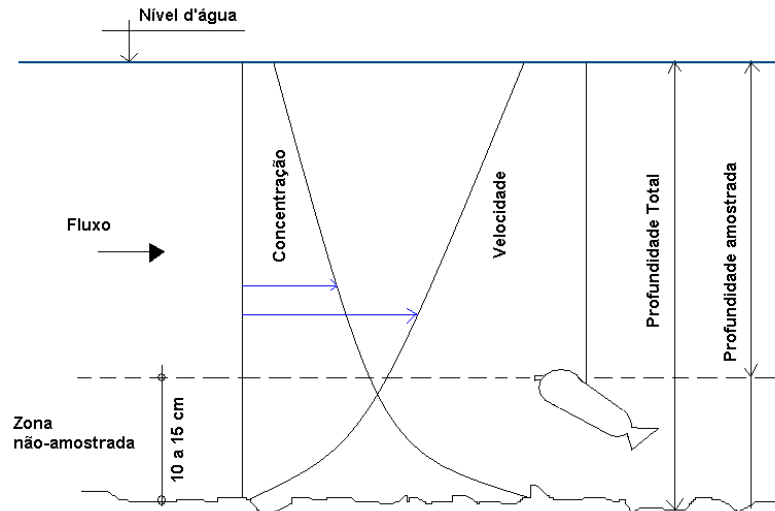 Nível d'água
Concentração
Velocidade
Fluxo
Profundidade Total
Profundidade amostrada
Zona
não-amostrada
10 a 15 cm